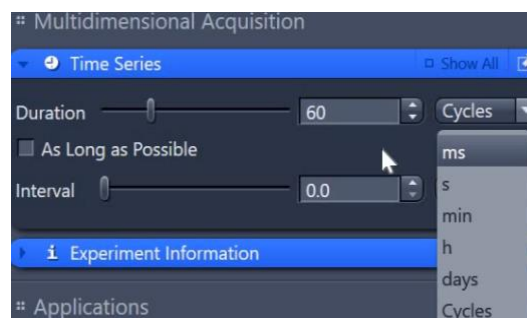 Multidimensional Acquisition
Time Series Show All
Duration 60 Cycles
As Long as Possible ms
Interval 0.0 s
min
i Experiment Information h
days
Applications Cycles